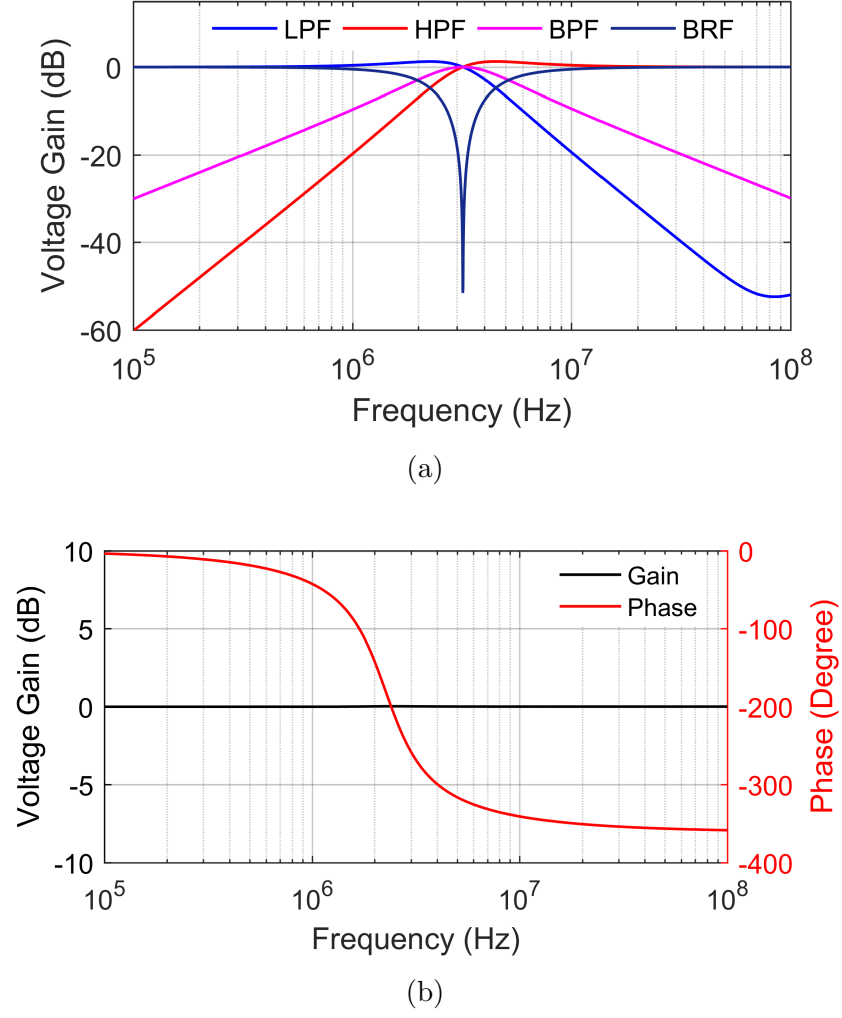 LPF HPF BPF BRF
0
-20
-40
-60
Voltage Gain (dB)
10^5 10^6 10^7 10^8
Frequency (Hz)
(a)
10
5
0
-5
-10
Voltage Gain (dB)
Gain
Phase
0
-100
-200
-300
-400
Phase (Degree)
10^5 10^6 10^7 10^8
Frequency (Hz)
(b)